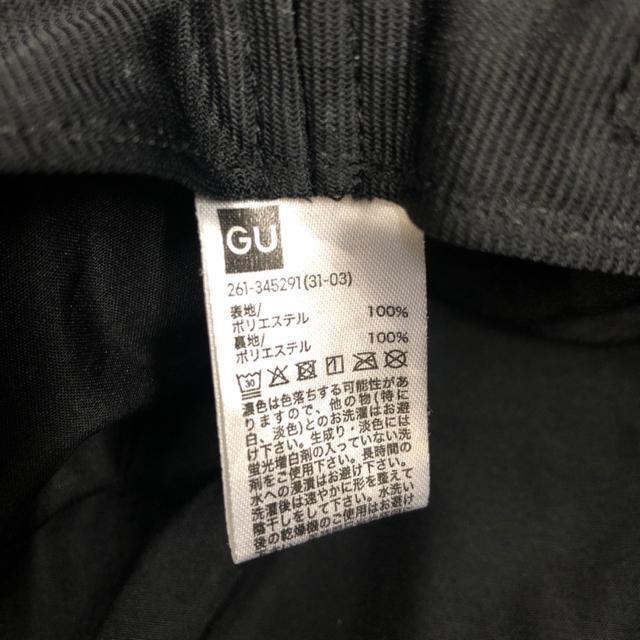 GU
261-345291(31-03)
表地/
ポリエステル 100%
裏地/
ポリエステル 100%
30
濃色は色落ちする可能性があ
りますので、他の物(特に
白、淡色)とのお洗濯はお避
け下さい。生成り・淡色には
蛍光増白剤の入っていない洗
剤をご使用下さい。長時間の
水への浸漬はお避け下さい。
洗濯後は速やかに形を整えて
陰干しをして下さい。水洗い
後の乾燥機のご使用はお避け